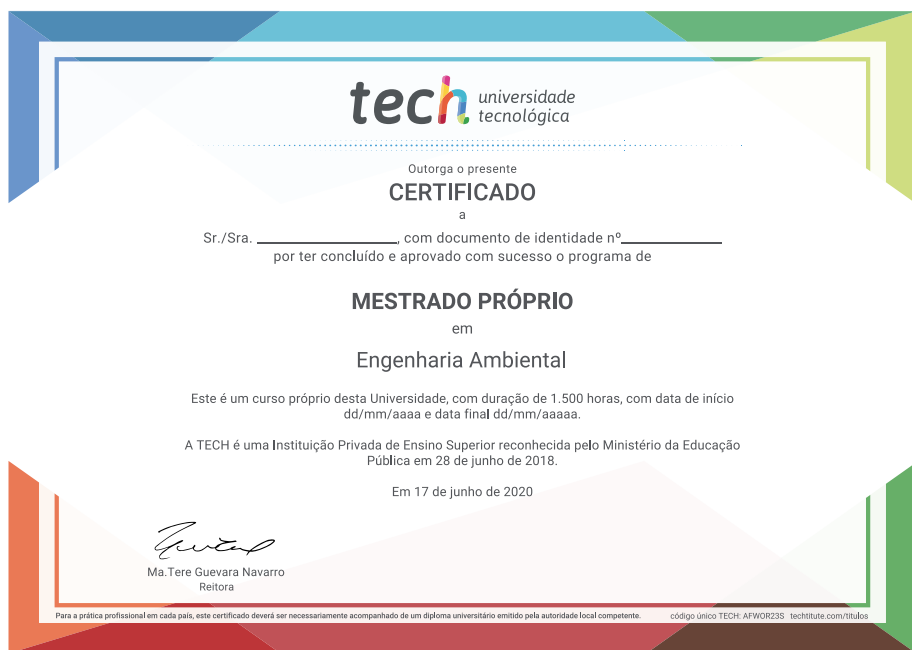 tech universidade
tecnológica
Outorga o presente
CERTIFICADO
a
Sr./Sra. ____________________, com documento de identidade nº______________
por ter concluído e aprovado com sucesso o programa de
MESTRADO PRÓPRIO
em
Engenharia Ambiental
Este é um curso próprio desta Universidade, com duração de 1.500 horas, com data de início
dd/mm/aaaa e data final dd/mm/aaaaa.
A TECH é uma Instituição Privada de Ensino Superior reconhecida pelo Ministério da Educação
Pública em 28 de junho de 2018.
Em 17 de junho de 2020
Ma.Tere Guevara Navarro
Reitora
Para a prática profissional em cada país, este certificado deverá ser necessariamente acompanhado de um diploma universitário emitido pela autoridade local competente. código único TECH: AFWOR23S techtitute.com/titulos